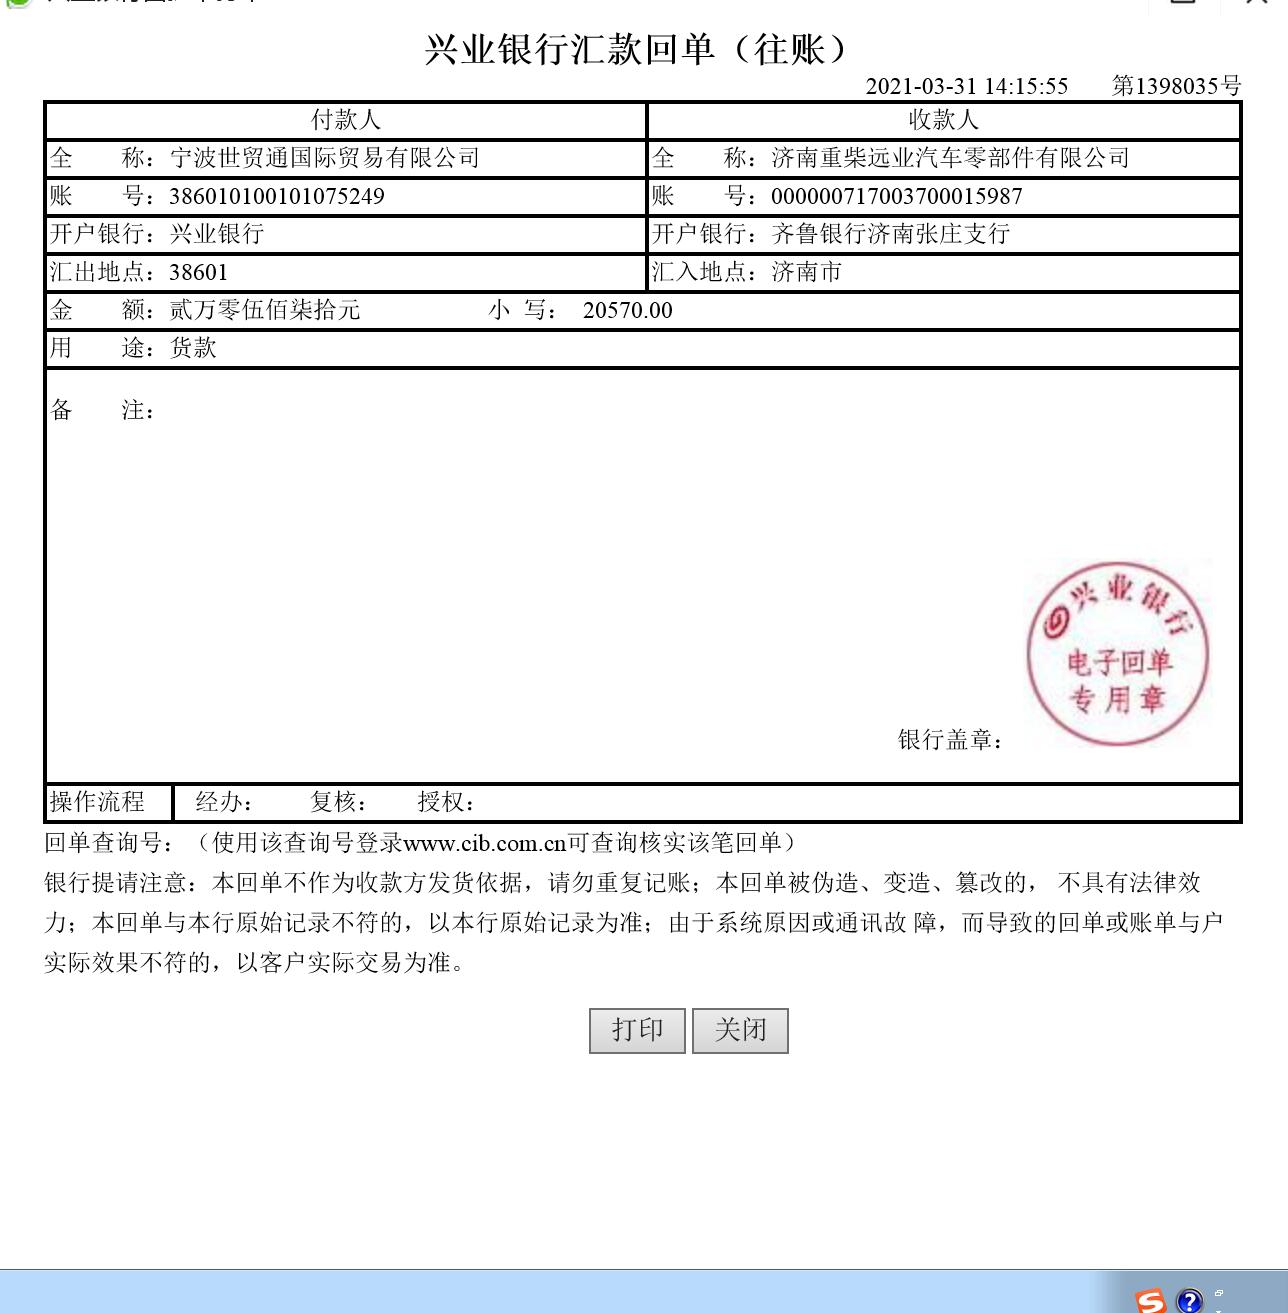 兴业银行汇款回单（往账）
2021-03-31 14:15:55 第1398035号
付款人 收款人
全 称：宁波世贸通国际贸易有限公司 全 称：济南重柴远业汽车零部件有限公司
账 号：386010100101075249 账 号：000000717003700015987
开户银行：兴业银行 开户银行：齐鲁银行济南张庄支行
汇出地点：38601 汇入地点：济南市
金 额：贰万零伍佰柒拾元 小 写： 20570.00
用 途：货款
备 注：
兴业银行
电子回单
专用章
银行盖章：
操作流程 经办： 复核： 授权：
回单查询号：（使用该查询号登录www.cib.com.cn可查询核实该笔回单）
银行提请注意：本回单不作为收款方发货依据，请勿重复记账；本回单被伪造、变造、篡改的， 不具有法律效
力；本回单与本行原始记录不符的，以本行原始记录为准；由于系统原因或通讯故 障，而导致的回单或账单与户
实际效果不符的，以客户实际交易为准。
打印 关闭